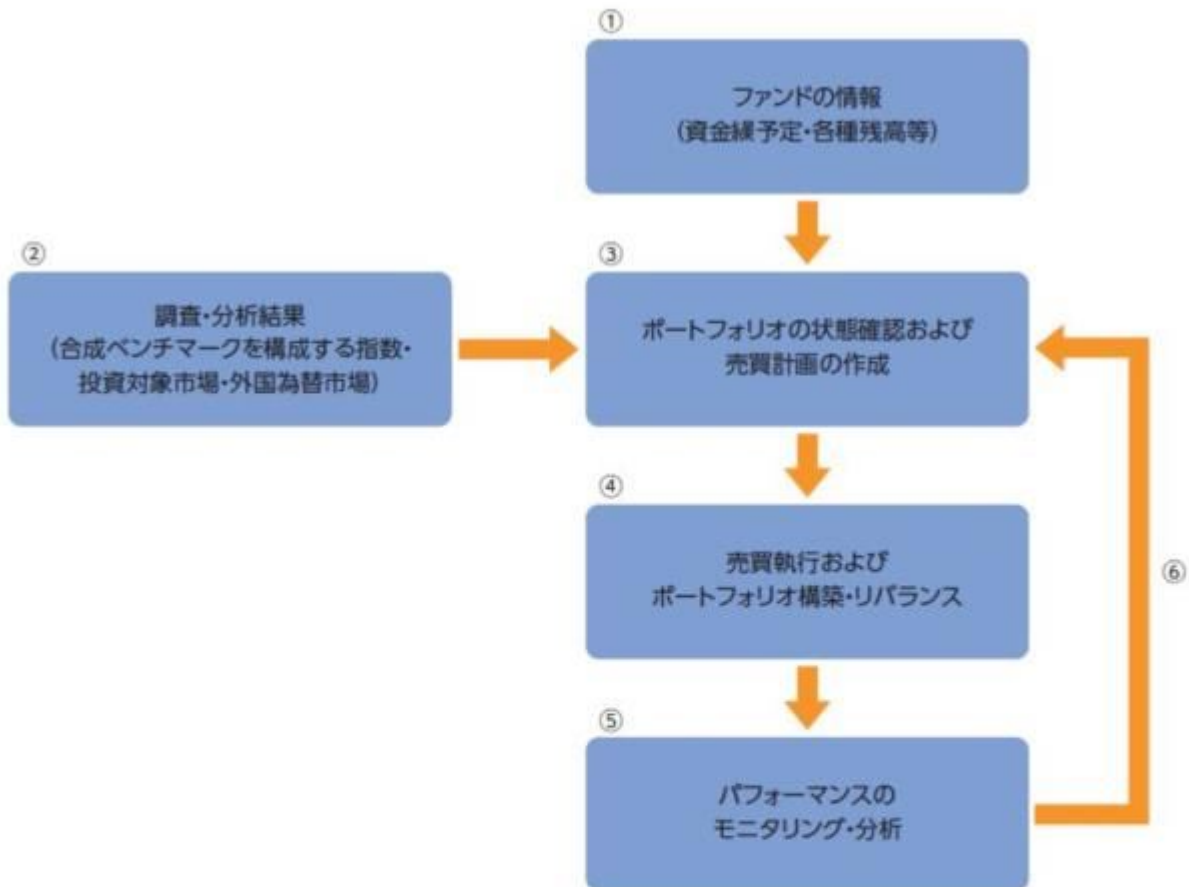 ①
ファンドの情報
(資金繰予定・各種残高等)
②
調査・分析結果
(合成ベンチマークを構成する指数・
投資対象市場・外国為替市場)
③
ポートフォリオの状態確認および
売買計画の作成
④
売買執行および
ポートフォリオ構築・リバランス
⑥
⑤
パフォーマンスの
モニタリング・分析